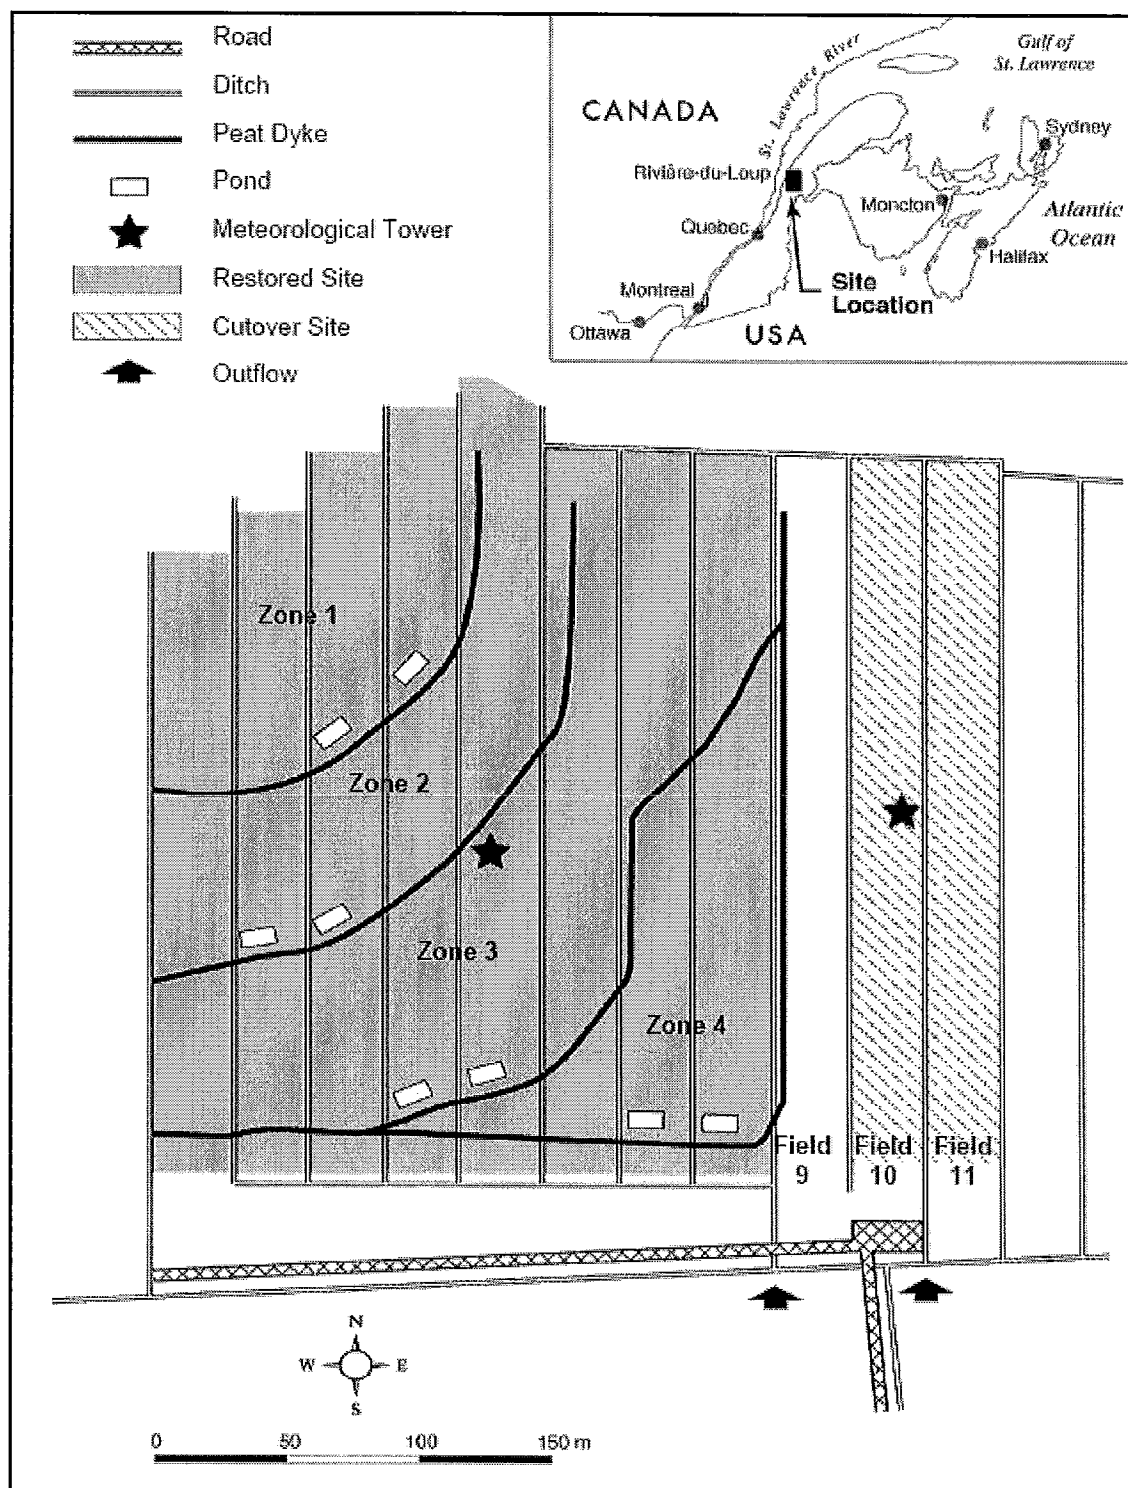 Road
Ditch
Peat Dyke
Pond
Meteorological Tower
Restored Site
Cutover Site
Outflow
Gulf of
St. Lawrence
St. Lawrence River
CANADA
Sydney
Rivière-du-Loup
Moncton
Atlantic
Ocean
Quebec
Halifax
Montreal
Site
Location
Ottawa
USA
Zone 1
Zone 2
Zone 3
Zone 4
Field
9
Field
10
Field
11
N
W
E
S
0
50
100
150 m